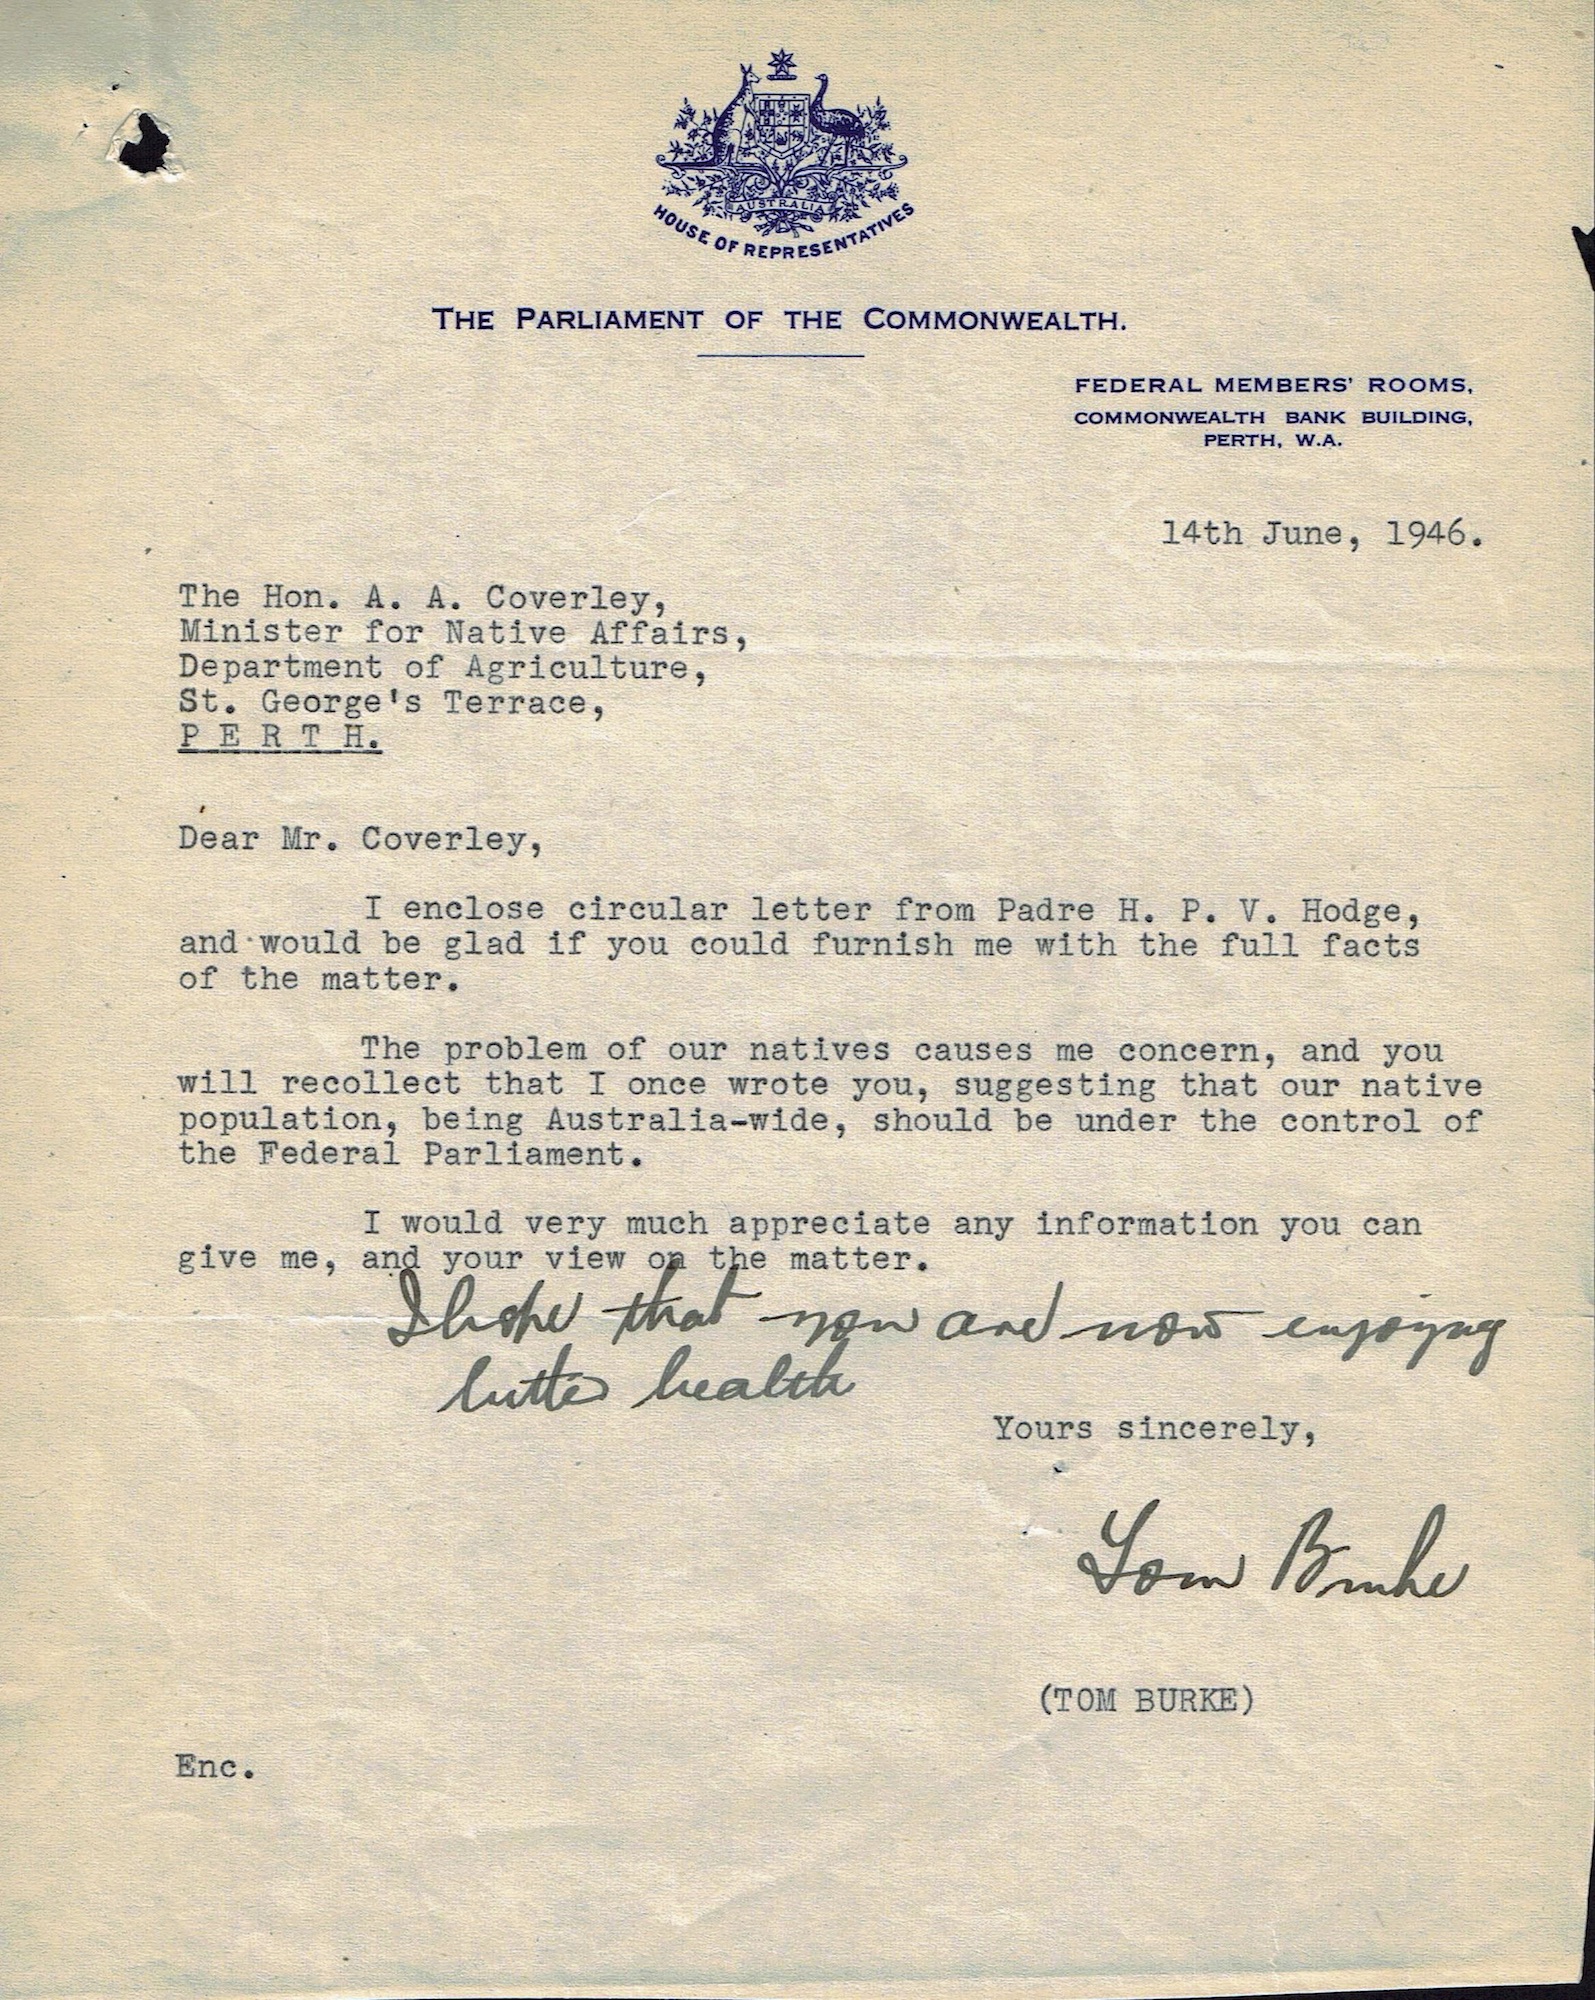 AUSTRALIA
HOUSE OF REPRESENTATIVES
THE PARLIAMENT OF THE COMMONWEALTH.
FEDERAL MEMBERS' ROOMS,
COMMONWEALTH BANK BUILDING,
PERTH, W.A.
14th June, 1946.
The Hon. A. A. Coverley,
Minister for Native Affairs,
Department of Agriculture,
St. George's Terrace,
P E R T H.
Dear Mr. Coverley,
I enclose circular letter from Padre H. P. V. Hodge,
and would be glad if you could furnish me with the full facts
of the matter.
The problem of our natives causes me concern, and you
will recollect that I once wrote you, suggesting that our native
population, being Australia-wide, should be under the control of
the Federal Parliament.
I would very much appreciate any information you can
give me, and your view on the matter.
I hope that you are now enjoying
better health
Yours sincerely,
Tom Burke
(TOM BURKE)
Enc.